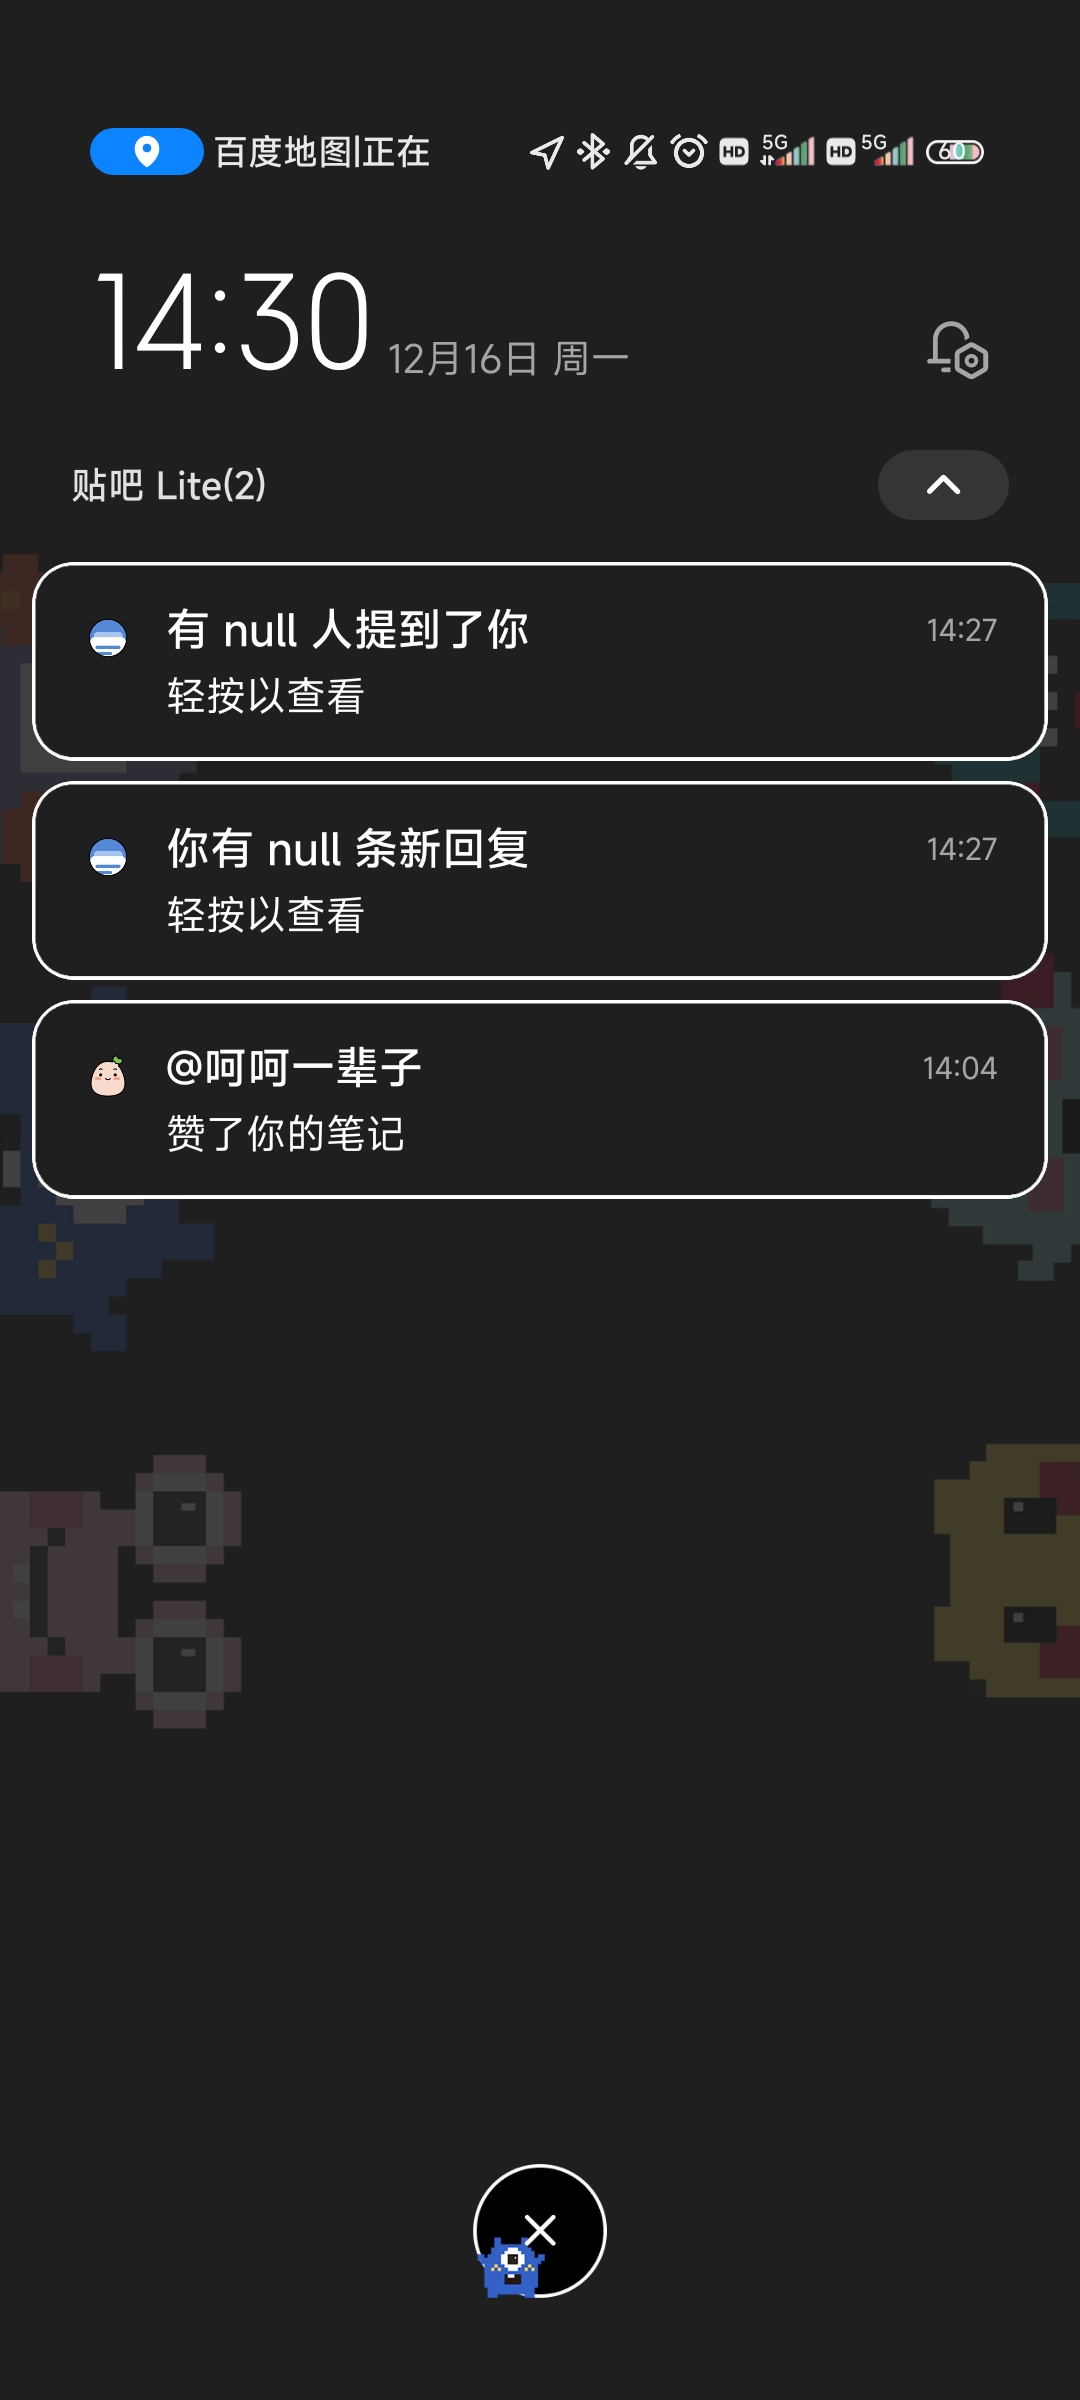 百度地图|正在
HD 5G HD 5G 60
14:30 12月16日 周一
贴吧 Lite(2)
有 null 人提到了你 14:27
轻按以查看
你有 null 条新回复 14:27
轻按以查看
@呵呵一辈子 14:04
赞了你的笔记